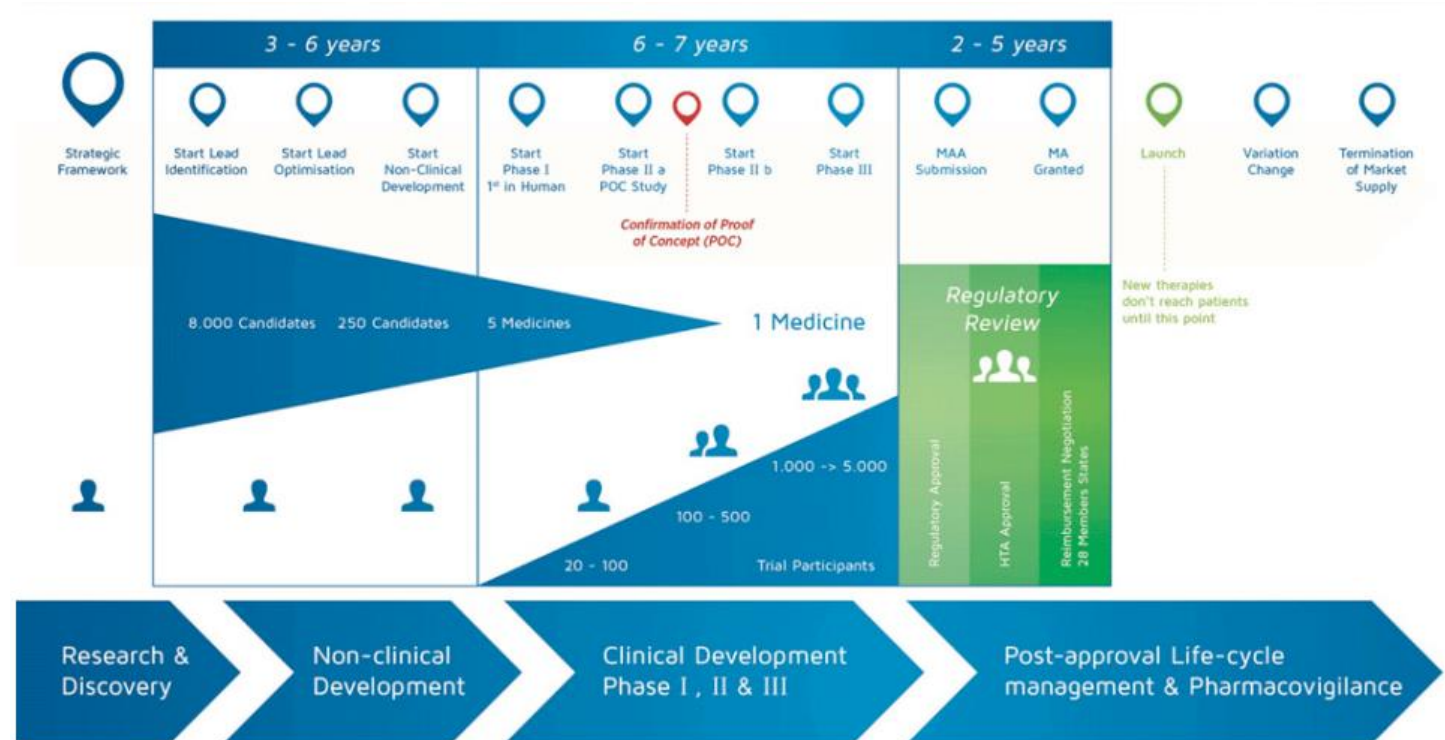 3 - 6 years
6 - 7 years
2 - 5 years
Strategic
Framework
Start Lead
Identification
Start Lead
Optimisation
Start
Non-Clinical
Development
Start
Phase I
1st in Human
Start
Phase II a
POC Study
Start
Phase II b
Start
Phase III
MAA
Submission
MA
Granted
Launch
Variation
Change
Termination
of Market
Supply
Confirmation of Proof
of Concept (POC)
8.000 Candidates
250 Candidates
5 Medicines
1 Medicine
Regulatory
Review
New therapies
don't reach patients
until this point
1.000 -> 5.000
100 - 500
20 - 100
Trial Participants
Regulatory Approval
HTA Approval
Reimbursement Negotiation
28 Members States
Research &
Discovery
Non-clinical
Development
Clinical Development
Phase I , II & III
Post-approval Life-cycle
management & Pharmacovigilance